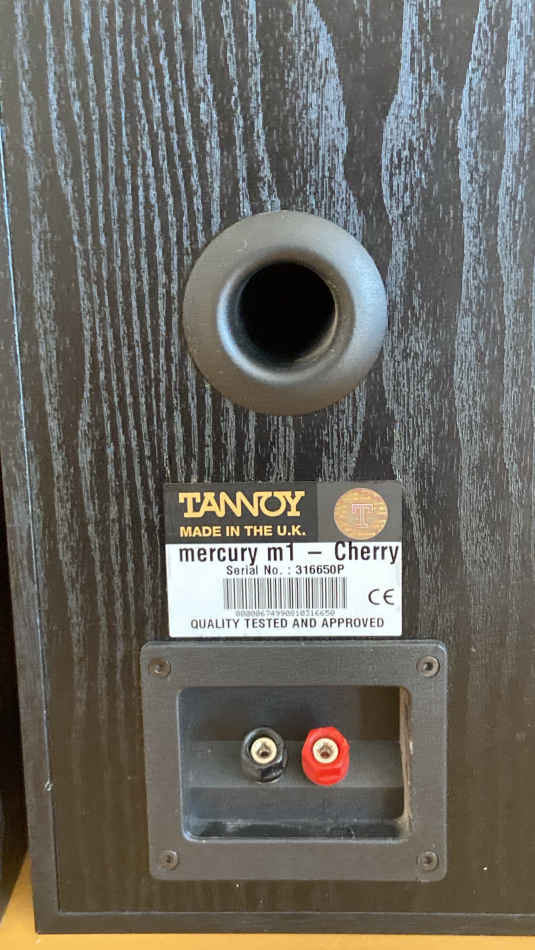 TANNOY
MADE IN THE U.K.
T
mercury m1 – Cherry
Serial No. : 316650P
CE
QUALITY TESTED AND APPROVED